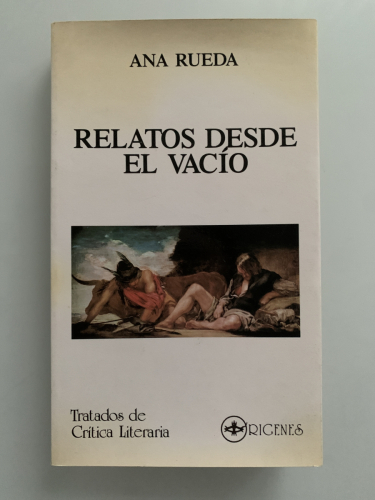 ANA RUEDA
RELATOS DESDE
EL VACÍO
Tratados de
Crítica Literaria
ORIGENES